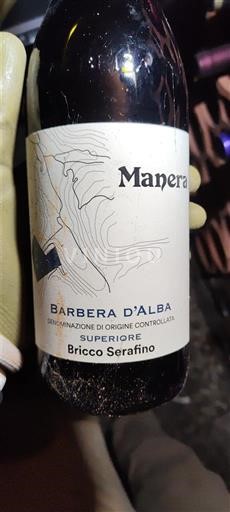 Manera
BARBERA D'ALBA
DENOMINAZIONE DI ORIGINE CONTROLLATA
SUPERIORE
Bricco Serafino